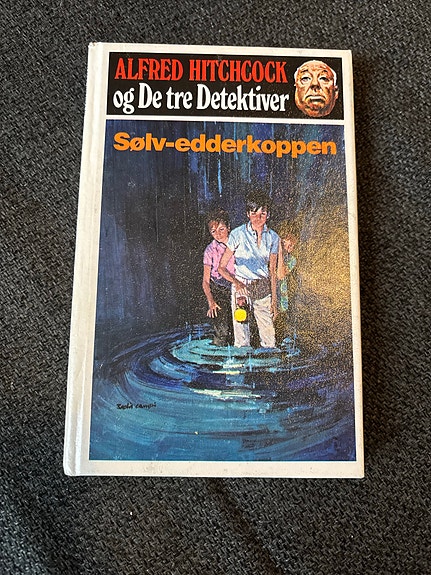 ALFRED HITCHCOCK
og De tre Detektiver
Sølv-edderkoppen